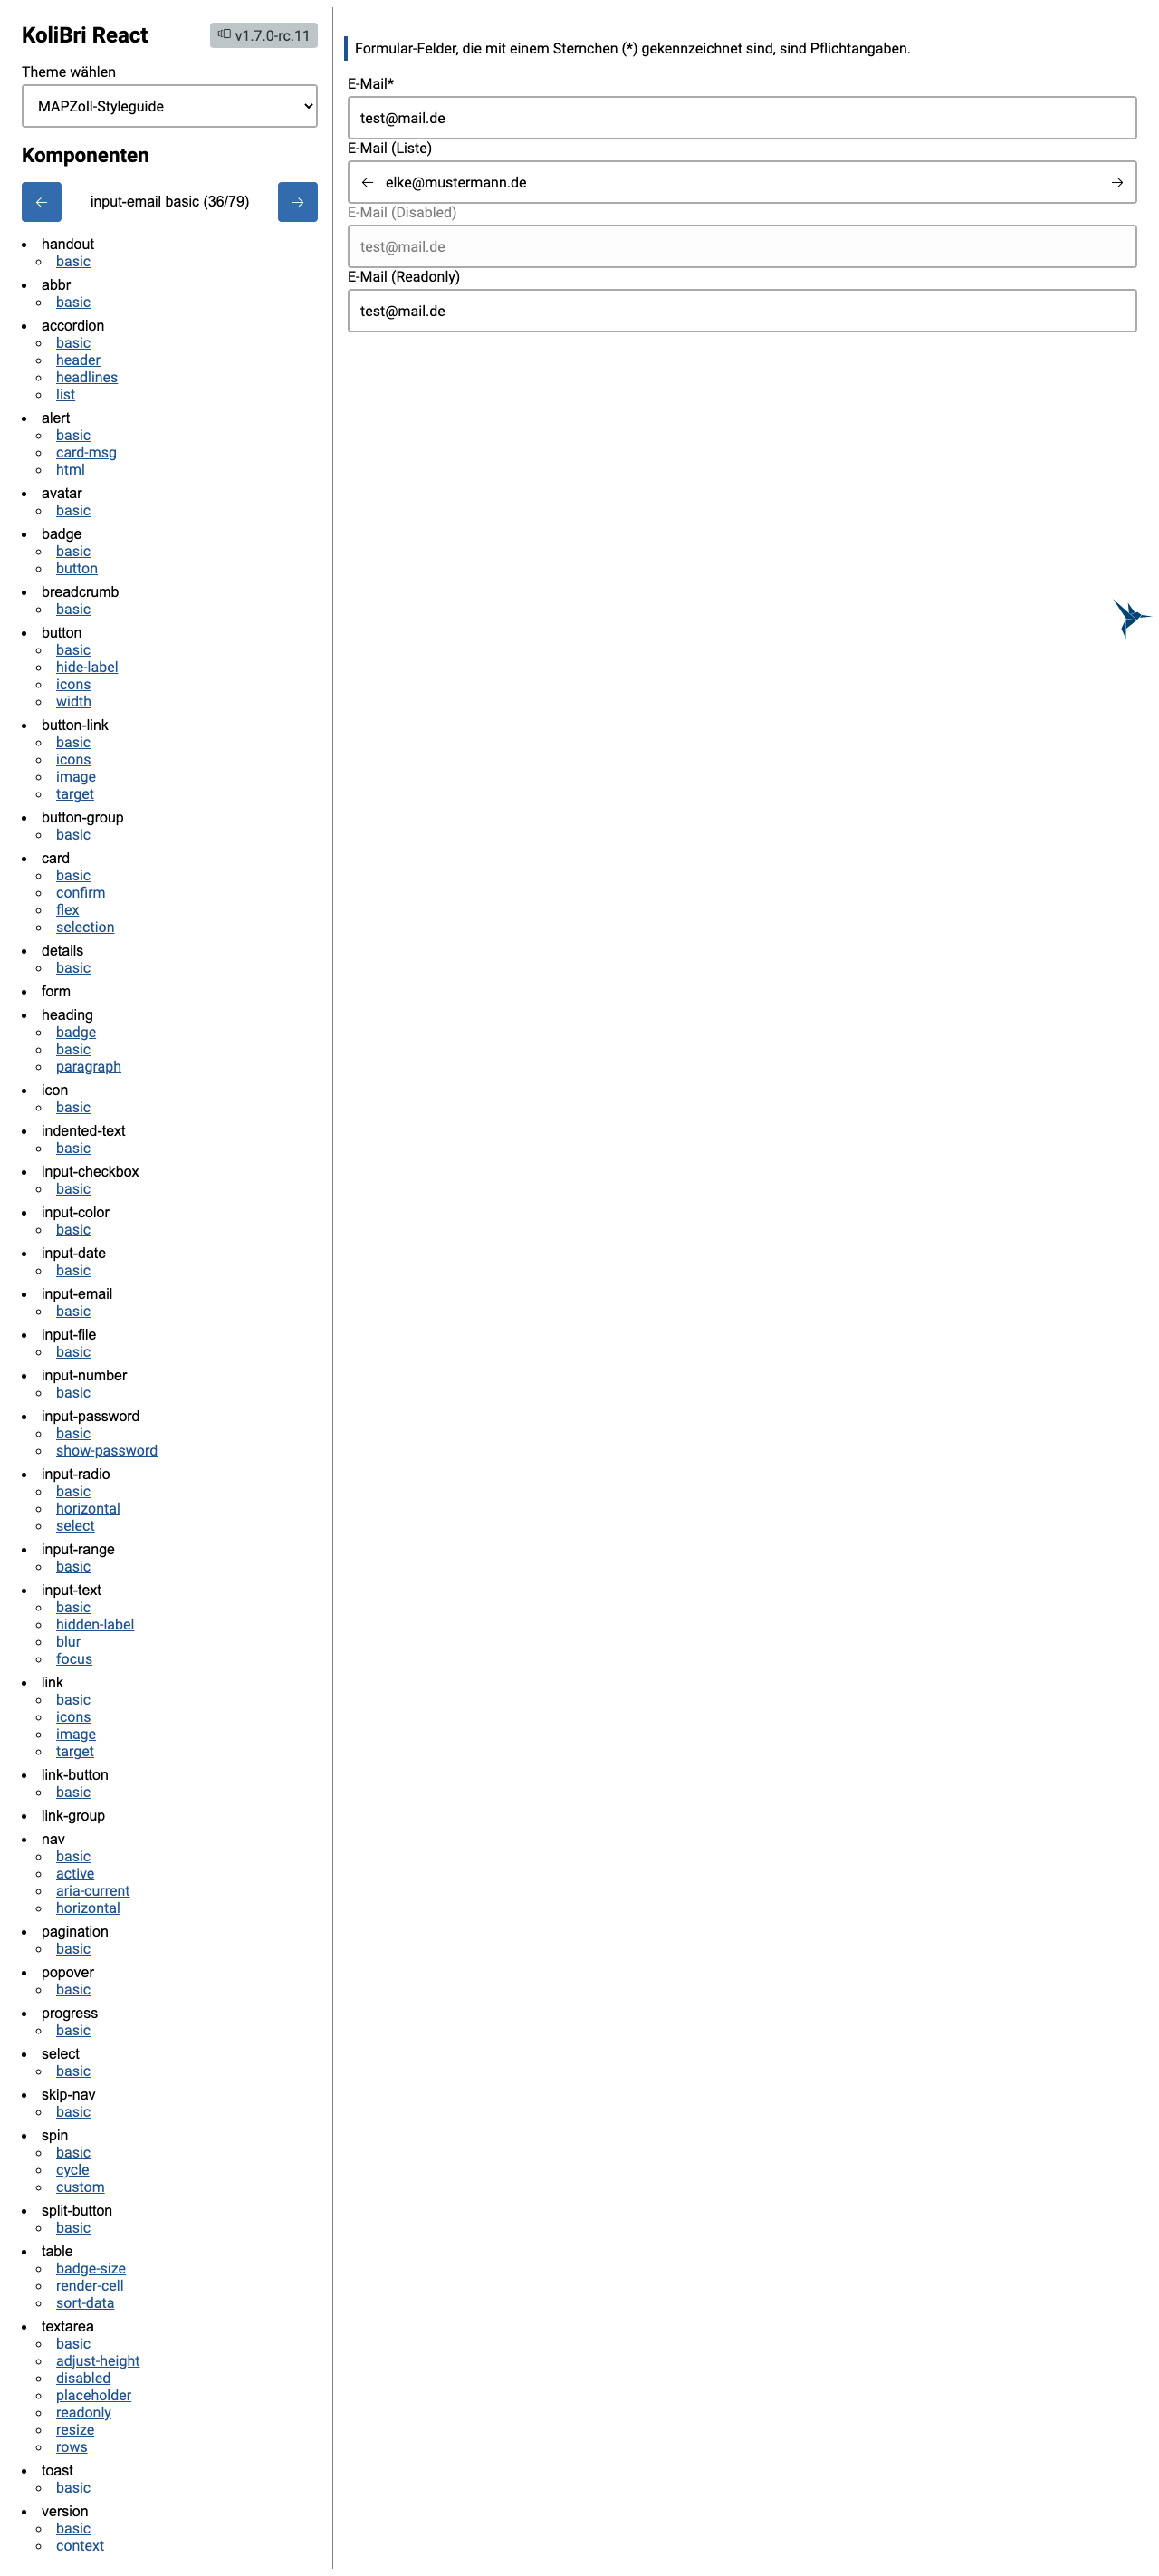 KoliBri React
v1.7.0-rc.11
Theme wählen
MAPZoll-Styleguide
Komponenten
← input-email basic (36/79) →
handout
basic
abbr
basic
accordion
basic
header
headlines
list
alert
basic
card-msg
html
avatar
basic
badge
basic
button
breadcrumb
basic
button
basic
hide-label
icons
width
button-link
basic
icons
image
target
button-group
basic
card
basic
confirm
flex
selection
details
basic
form
heading
badge
basic
paragraph
icon
basic
indented-text
basic
input-checkbox
basic
input-color
basic
input-date
basic
input-email
basic
input-file
basic
input-number
basic
input-password
basic
show-password
input-radio
basic
horizontal
select
input-range
basic
input-text
basic
hidden-label
blur
focus
link
basic
icons
image
target
link-button
basic
link-group
nav
basic
active
aria-current
horizontal
pagination
basic
popover
basic
progress
basic
select
basic
skip-nav
basic
spin
basic
cycle
custom
split-button
basic
table
badge-size
render-cell
sort-data
textarea
basic
adjust-height
disabled
placeholder
readonly
resize
rows
toast
basic
version
basic
context
Formular-Felder, die mit einem Sternchen (*) gekennzeichnet sind, sind Pflichtangaben.
E-Mail*
test@mail.de
E-Mail (Liste)
← elke@mustermann.de →
E-Mail (Disabled)
test@mail.de
E-Mail (Readonly)
test@mail.de